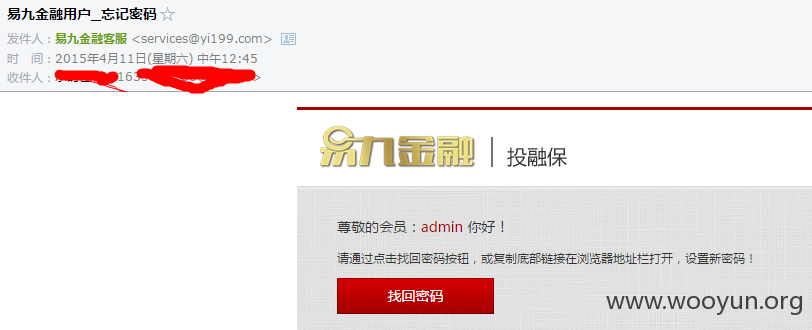 易九金融用户_忘记密码
发件人：易九金融客服 <services@yi199.com>
时 间：2015年4月11日(星期六) 中午12:45
收件人：
易九金融 | 投融保
尊敬的会员：admin 你好！
请通过点击找回密码按钮，或复制底部链接在浏览器地址栏打开，设置新密码！
找回密码
www.wooyun.org